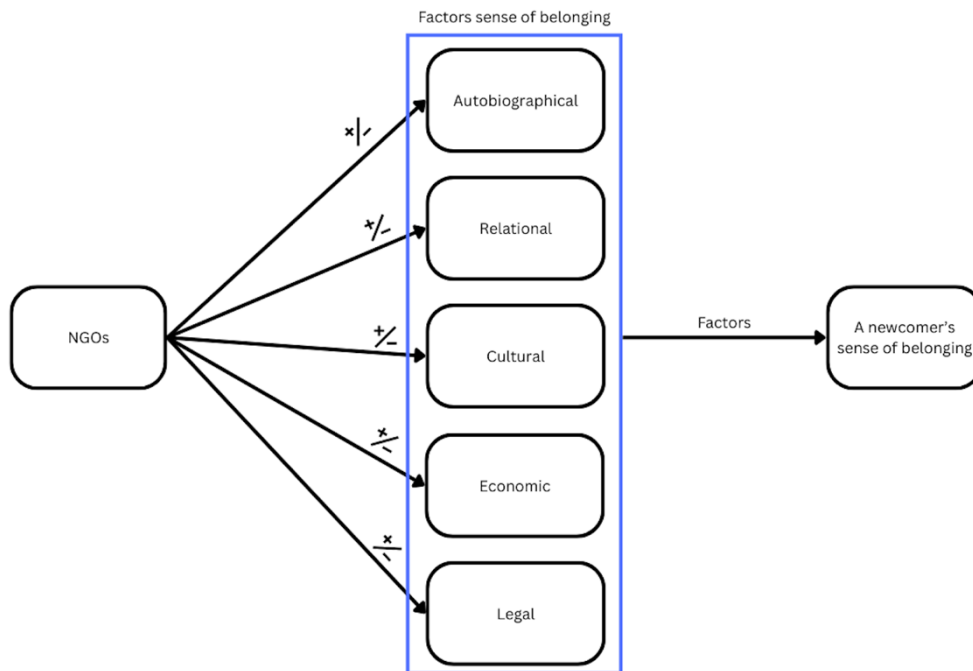 Factors sense of belonging
Autobiographical
+/-
Relational
+/-
NGOs
Cultural
+/-
Factors
A newcomer's
sense of belonging
Economic
+/-
Legal
+/-